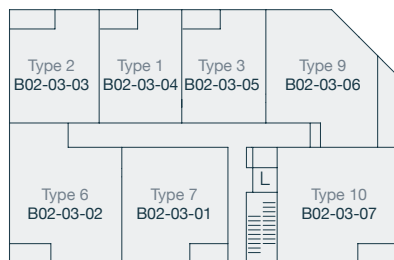 Type 2
B02-03-03
Type 1
B02-03-04
Type 3
B02-03-05
Type 9
B02-03-06
Type 6
B02-03-02
Type 7
B02-03-01
L
Type 10
B02-03-07